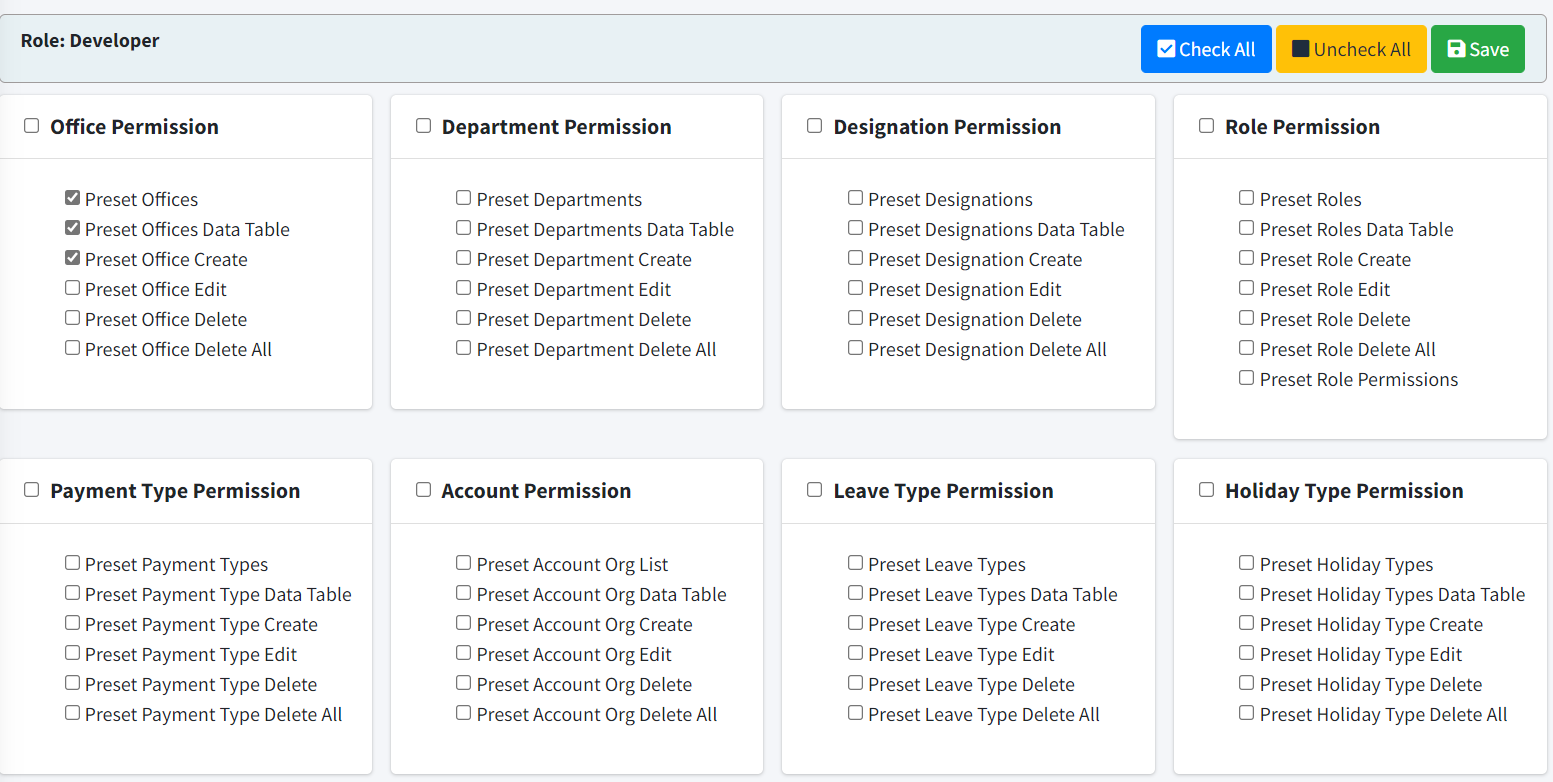 Role: Developer
Check All
Uncheck All
Save
Office Permission
Preset Offices
Preset Offices Data Table
Preset Office Create
Preset Office Edit
Preset Office Delete
Preset Office Delete All
Department Permission
Preset Departments
Preset Departments Data Table
Preset Department Create
Preset Department Edit
Preset Department Delete
Preset Department Delete All
Designation Permission
Preset Designations
Preset Designations Data Table
Preset Designation Create
Preset Designation Edit
Preset Designation Delete
Preset Designation Delete All
Role Permission
Preset Roles
Preset Roles Data Table
Preset Role Create
Preset Role Edit
Preset Role Delete
Preset Role Delete All
Preset Role Permissions
Payment Type Permission
Preset Payment Types
Preset Payment Type Data Table
Preset Payment Type Create
Preset Payment Type Edit
Preset Payment Type Delete
Preset Payment Type Delete All
Account Permission
Preset Account Org List
Preset Account Org Data Table
Preset Account Org Create
Preset Account Org Edit
Preset Account Org Delete
Preset Account Org Delete All
Leave Type Permission
Preset Leave Types
Preset Leave Types Data Table
Preset Leave Type Create
Preset Leave Type Edit
Preset Leave Type Delete
Preset Leave Type Delete All
Holiday Type Permission
Preset Holiday Types
Preset Holiday Types Data Table
Preset Holiday Type Create
Preset Holiday Type Edit
Preset Holiday Type Delete
Preset Holiday Type Delete All